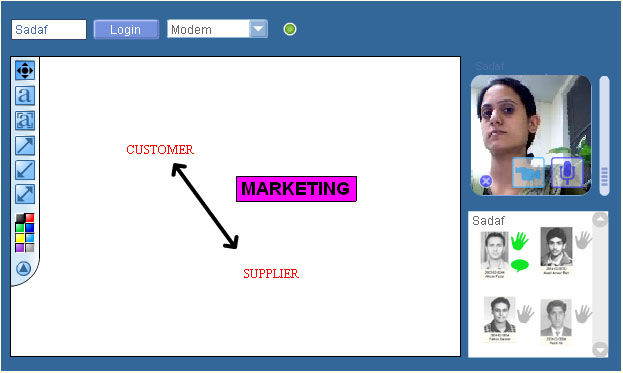 Sadaf
Login
Modem
Sadaf
a
a
CUSTOMER
MARKETING
SUPPLIER
Sadaf